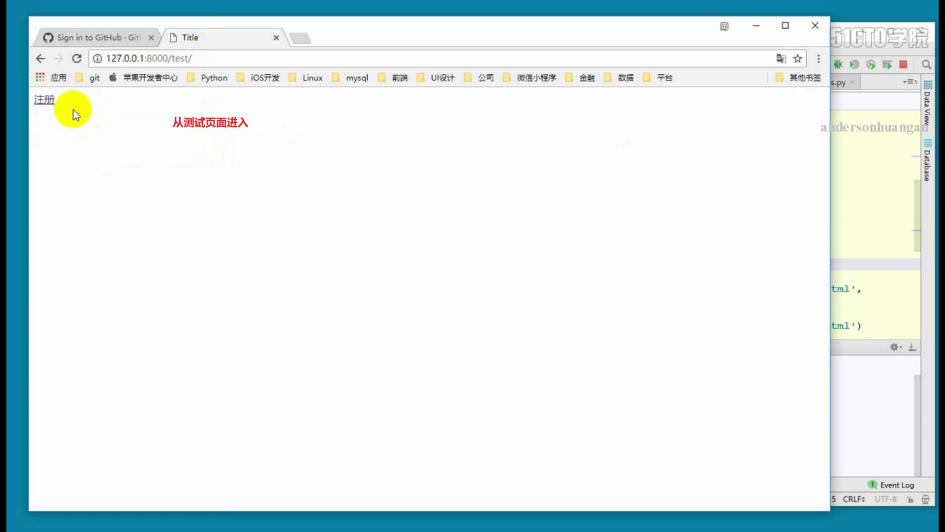 Sign in to GitHub · Git
Title
127.0.0.1:8000/test/
应用 git 苹果开发者中心 Python iOS开发 Linux mysql 前端 UI设计 公司 微信小程序 金融 数据 平台 其他书签
注册
从测试页面进入
51CTO学院
s.py
andersonhuangan
Data View
Database
tml',
tml')
1 Event Log
5 CRLF UTF-8